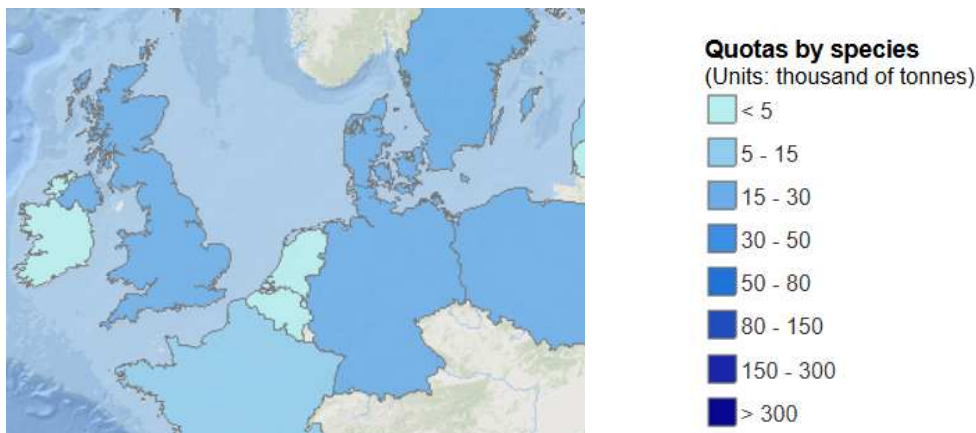 Quotas by species
(Units: thousand of tonnes)
< 5
5 - 15
15 - 30
30 - 50
50 - 80
80 - 150
150 - 300
> 300